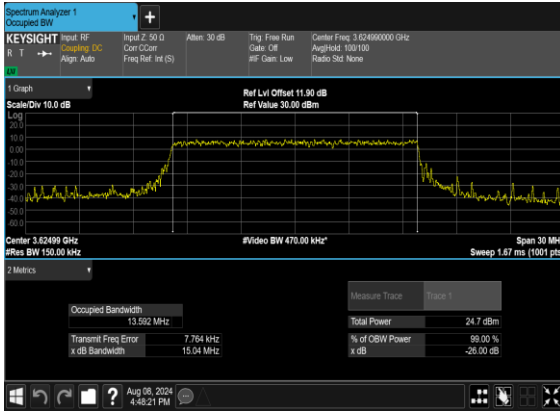 Spectrum Analyzer 1
Occupied BW
+
KEYSIGHT Input: RF Input Z: 50 Ω Atten: 30 dB Trig: Free Run Center Freq: 3.624990000 GHz
R T Coupling: DC Corr CCorr Gate: Off Avg|Hold: 100/100
Align: Auto Freq Ref: Int (S) #IF Gain: Low Radio Std: None
1 Graph
Ref Lvl Offset 11.90 dB
Scale/Div 10.0 dB Ref Value 30.00 dBm
Log
20.0
10.0
0.00
-10.0
-20.0
-30.0
-40.0
-50.0
-60.0
Center 3.62499 GHz #Video BW 470.00 kHz* Span 30 MH
#Res BW 150.00 kHz Sweep 1.67 ms (1001 pts
2 Metrics
Measure Trace Trace 1
Occupied Bandwidth
13.592 MHz Total Power 24.7 dBm
Transmit Freq Error 7.764 kHz % of OBW Power 99.00 %
x dB Bandwidth 15.04 MHz x dB -26.00 dB
? Aug 06, 2024
4:48:21 PM